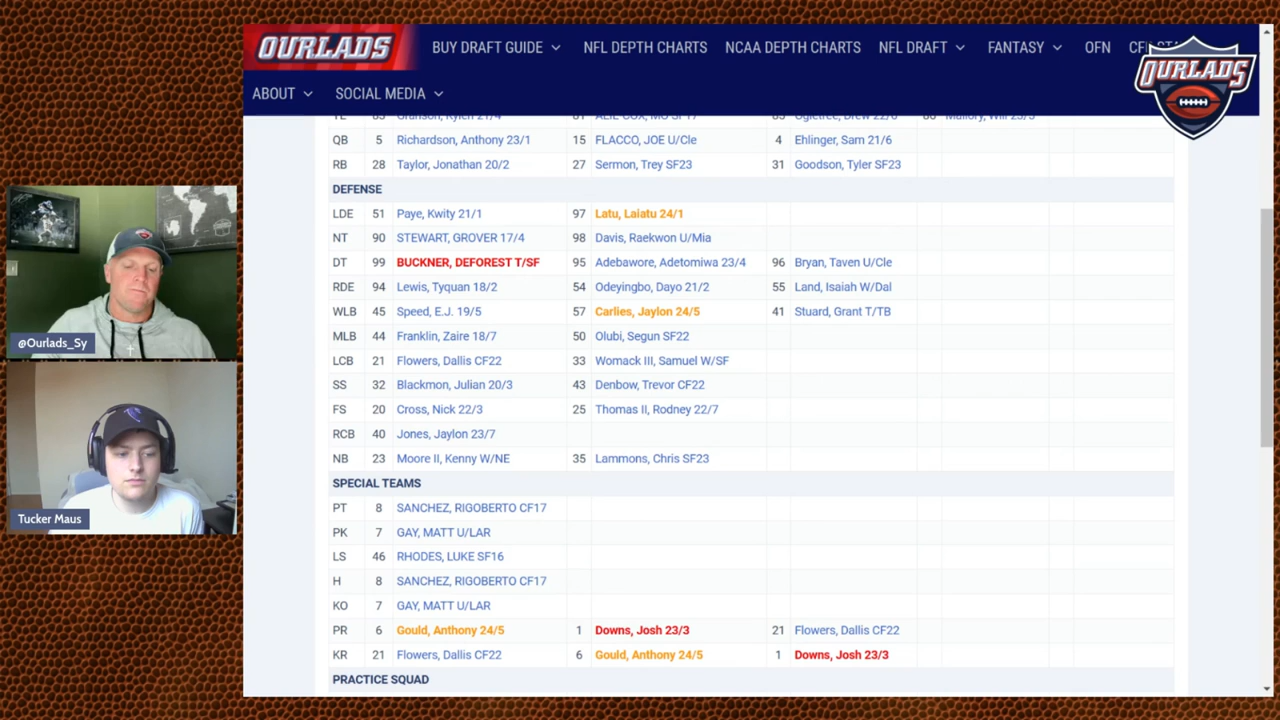 OURLADS BUY DRAFT GUIDE NFL DEPTH CHARTS NCAA DEPTH CHARTS NFL DRAFT FANTASY OFN
OURLADS
ABOUT SOCIAL MEDIA
QB 5 Richardson, Anthony 23/1 15 FLACCO, JOE U/Cle 4 Ehlinger, Sam 21/6
RB 28 Taylor, Jonathan 20/2 27 Sermon, Trey SF23 31 Goodson, Tyler SF23
DEFENSE
LDE 51 Paye, Kwity 21/1 97 Latu, Laiatu 24/1
NT 90 STEWART, GROVER 17/4 98 Davis, Raekwon U/Mia
DT 99 BUCKNER, DEFOREST T/SF 95 Adebawore, Adetomiwa 23/4 96 Bryan, Taven U/Cle
RDE 94 Lewis, Tyquan 18/2 54 Odeyingbo, Dayo 21/2 55 Land, Isaiah W/Dal
WLB 45 Speed, E.J. 19/5 57 Carlies, Jaylon 24/5 41 Stuard, Grant T/TB
MLB 44 Franklin, Zaire 18/7 50 Olubi, Segun SF22
LCB 21 Flowers, Dallis CF22 33 Womack III, Samuel W/SF
SS 32 Blackmon, Julian 20/3 43 Denbow, Trevor CF22
FS 20 Cross, Nick 22/3 25 Thomas II, Rodney 22/7
RCB 40 Jones, Jaylon 23/7
NB 23 Moore II, Kenny W/NE 35 Lammons, Chris SF23
SPECIAL TEAMS
PT 8 SANCHEZ, RIGOBERTO CF17
PK 7 GAY, MATT U/LAR
LS 46 RHODES, LUKE SF16
H 8 SANCHEZ, RIGOBERTO CF17
KO 7 GAY, MATT U/LAR
PR 6 Gould, Anthony 24/5 1 Downs, Josh 23/3 21 Flowers, Dallis CF22
KR 21 Flowers, Dallis CF22 6 Gould, Anthony 24/5 1 Downs, Josh 23/3
PRACTICE SQUAD
@Ourlads_Sy
Tucker Maus